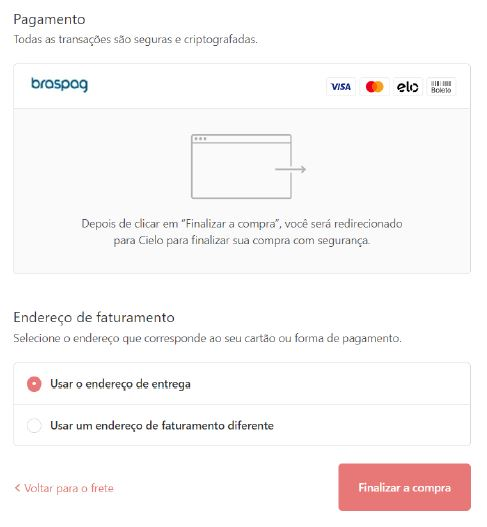 Pagamento
Todas as transações são seguras e criptografadas.
braspag VISA elo Boleto
Depois de clicar em “Finalizar a compra”, você será redirecionado
para Cielo para finalizar sua compra com segurança.
Endereço de faturamento
Selecione o endereço que corresponde ao seu cartão ou forma de pagamento.
Usar o endereço de entrega
Usar um endereço de faturamento diferente
< Voltar para o frete
Finalizar a compra